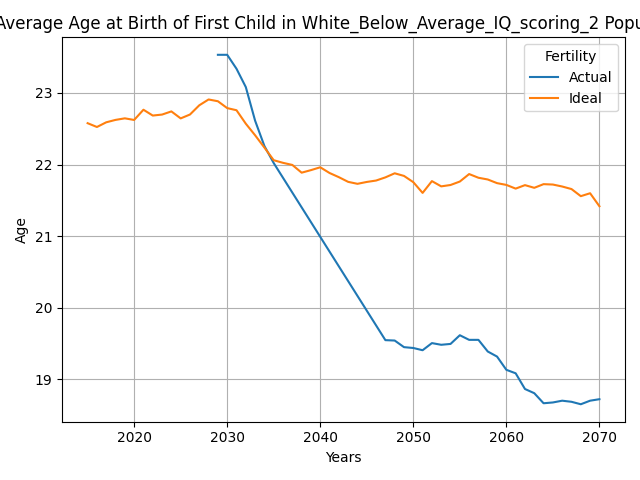 Average Age at Birth of First Child in White_Below_Average_IQ_scoring_2 Popu
Fertility
Actual
Ideal
23
22
21
20
19
Age
2020 2030 2040 2050 2060 2070
Years